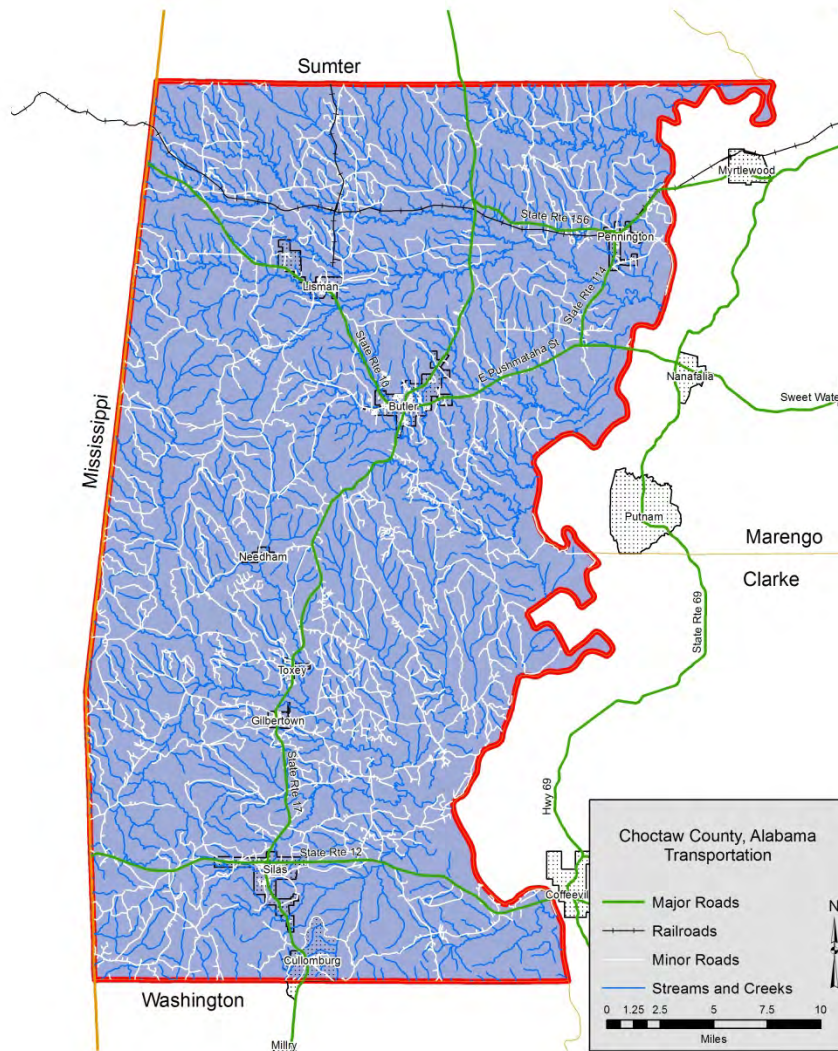 Sumter
Myrtlewood
State Rte 156
Pennington
Lisman
State Rte 114
State Rte 10
E Pushmataha St
Nanafalia
Sweet Wate
Butler
Mississippi
Putnam
Marengo
Needham
Clarke
State Rte 69
Toxey
Gilbertown
State Rte 17
Hwy 69
State Rte 12
Silas
Coffeevil
Cullomburg
Washington
Millry
Choctaw County, Alabama
Transportation
Major Roads
Railroads
Minor Roads
Streams and Creeks
N
0 1.25 2.5 5 7.5 10
Miles